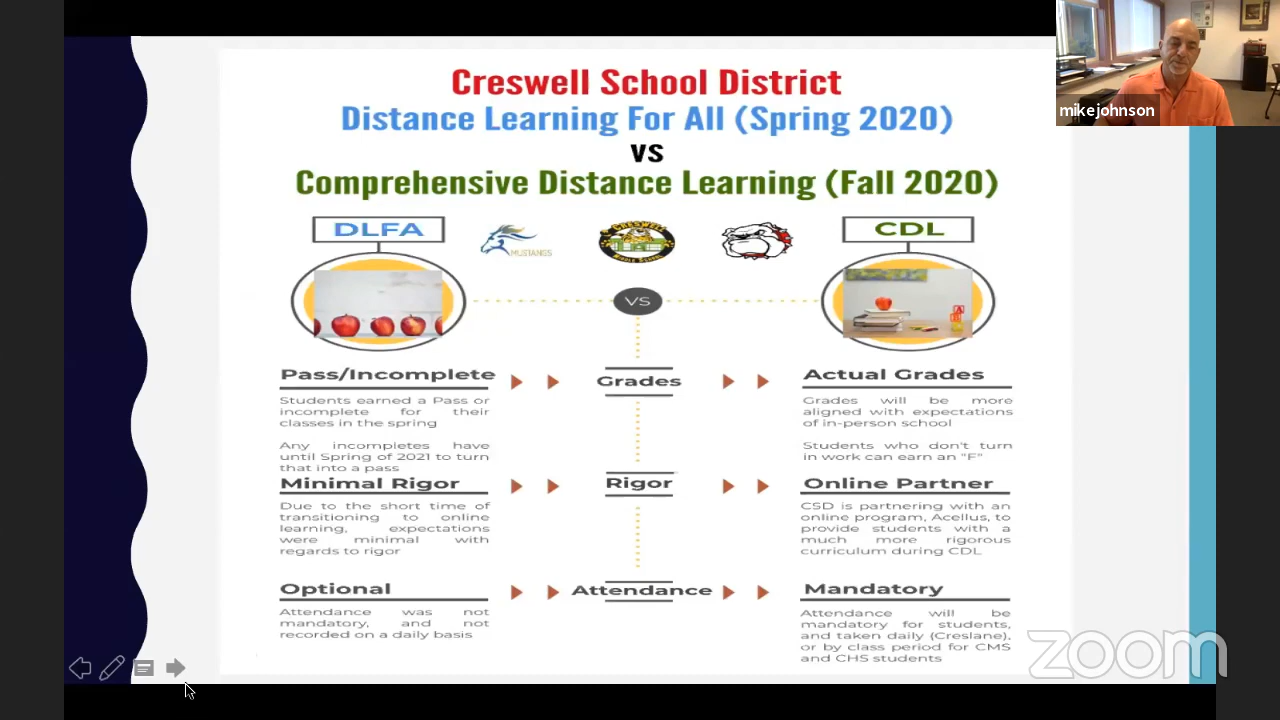 mikejohnson
Creswell School District
Distance Learning For All (Spring 2020)
vs
Comprehensive Distance Learning (Fall 2020)
DLFA
MUSTANGS
CRESWELL
MIDDLE SCHOOL
CDL
VS
Pass/Incomplete
Grades
Actual Grades
Students earned a Pass or
incomplete for their
classes in the spring
Any incompletes have
until Spring of 2021 to turn
that into a pass
Grades will be more
aligned with expectations
of in-person school
Students who don't turn
in work can earn an "F"
Minimal Rigor
Rigor
Online Partner
Due to the short time of
transitioning to online
learning, expectations
were minimal with
regards to rigor
CSD is partnering with an
online program, Acellus, to
provide students with a
much more rigorous
curriculum during CDL
Optional
Attendance
Mandatory
Attendance was not
mandatory, and not
recorded on a daily basis
Attendance will be
mandatory for students,
and taken daily (Creslane),
or by class period for CMS
and CHS students
zoom